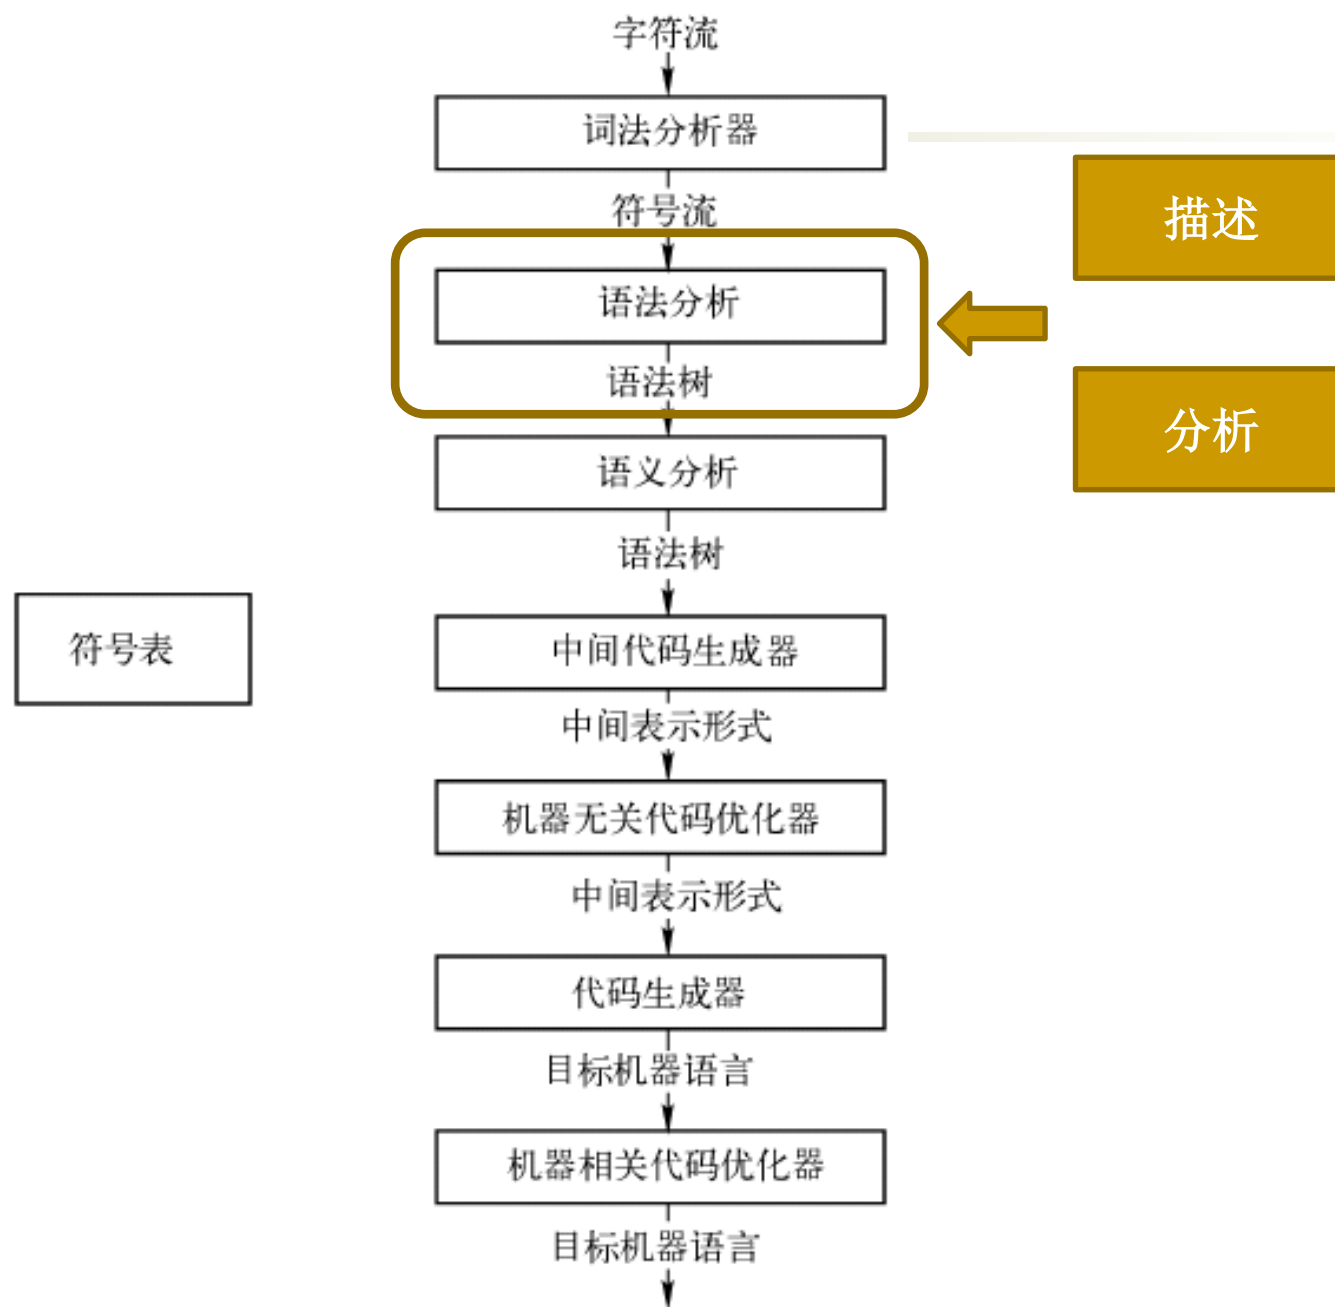 字符流
词法分析器
符号流
描述
语法分析
语法树
分析
语义分析
语法树
符号表
中间代码生成器
中间表示形式
机器无关代码优化器
中间表示形式
代码生成器
目标机器语言
机器相关代码优化器
目标机器语言